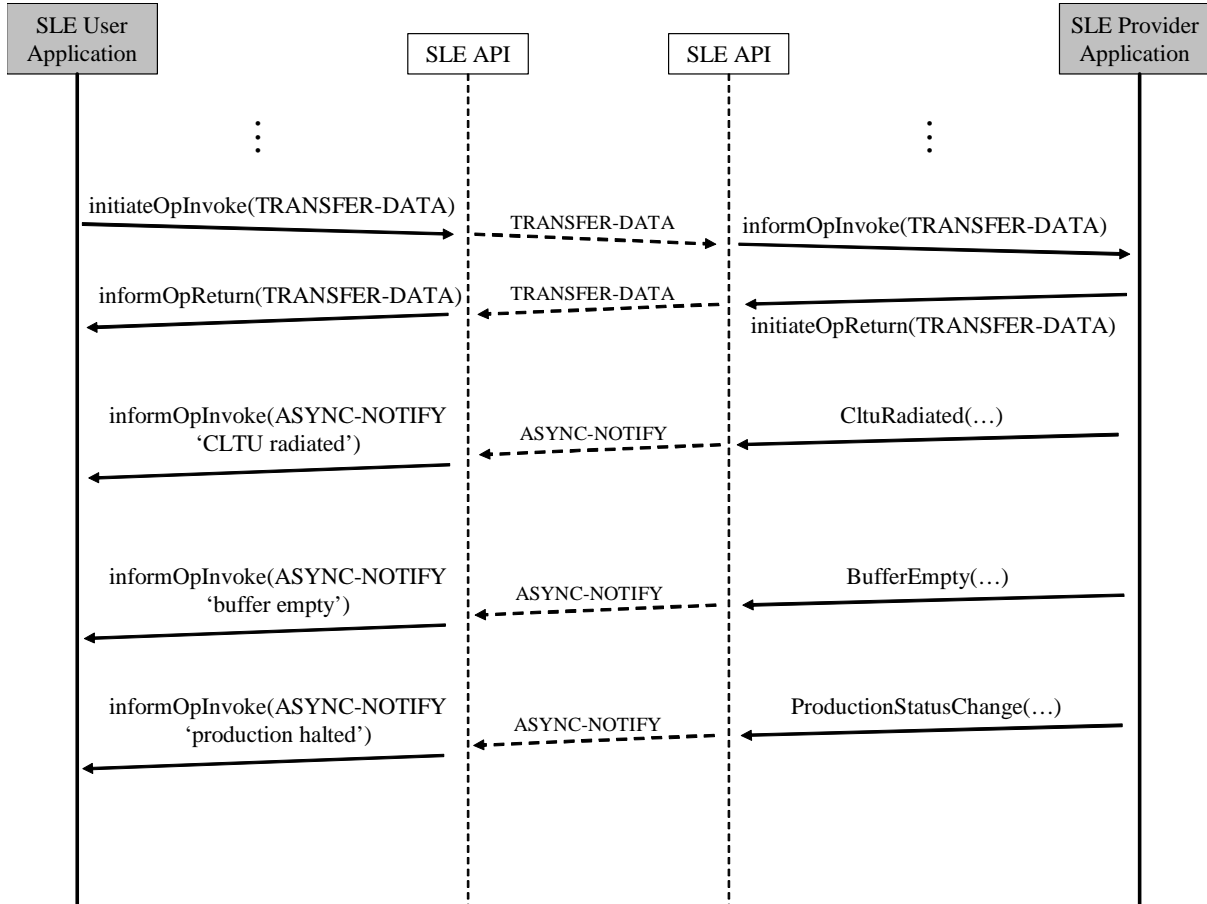 SLE User
Application
SLE API
SLE API
SLE Provider
Application
initiateOpInvoke(TRANSFER-DATA)
TRANSFER-DATA
informOpInvoke(TRANSFER-DATA)
informOpReturn(TRANSFER-DATA)
TRANSFER-DATA
initiateOpReturn(TRANSFER-DATA)
informOpInvoke(ASYNC-NOTIFY
‘CLTU radiated’)
ASYNC-NOTIFY
CltuRadiated(…)
informOpInvoke(ASYNC-NOTIFY
‘buffer empty’)
ASYNC-NOTIFY
BufferEmpty(…)
informOpInvoke(ASYNC-NOTIFY
‘production halted’)
ASYNC-NOTIFY
ProductionStatusChange(…)